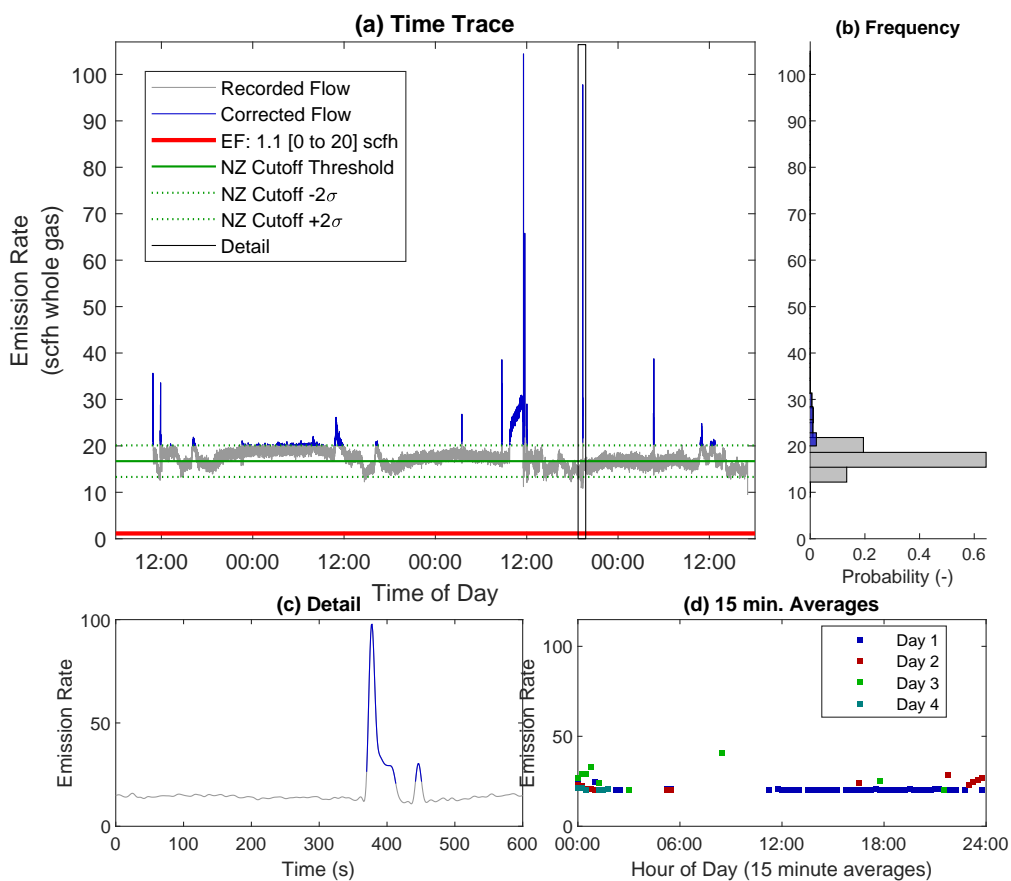 (a) Time Trace
(b) Frequency
Emission Rate
(scfh whole gas)
100
90
80
70
60
50
40
30
20
10
0
Recorded Flow
Corrected Flow
EF: 1.1 [0 to 20] scfh
NZ Cutoff Threshold
NZ Cutoff -2σ
NZ Cutoff +2σ
Detail
12:00 00:00 12:00 00:00 12:00 00:00 12:00
Time of Day
100
90
80
70
60
50
40
30
20
10
0
0 0.2 0.4 0.6
Probability (-)
(c) Detail
Emission Rate
100
50
0
0 100 200 300 400 500 600
Time (s)
(d) 15 min. Averages
Emission Rate
100
50
0
Day 1
Day 2
Day 3
Day 4
00:00 06:00 12:00 18:00 24:00
Hour of Day (15 minute averages)